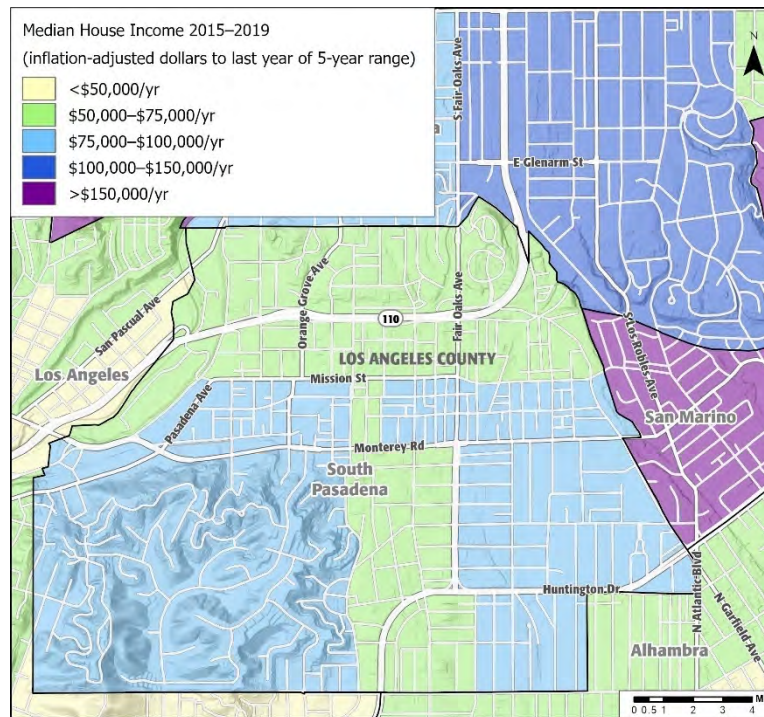 Median House Income 2015–2019
(inflation-adjusted dollars to last year of 5-year range)
<$50,000/yr
$50,000–$75,000/yr
$75,000–$100,000/yr
$100,000–$150,000/yr
>$150,000/yr
S Fair Oaks Ave
N
E Glenarm St
Orange Grove Ave
Fair Oaks Ave
San Pascual Ave
110
S Los Robles Ave
LOS ANGELES COUNTY
Los Angeles
Mission St
Pasadena Ave
San Marino
Monterey Rd
South
Pasadena
Huntington Dr
N Atlantic Blvd
N Garfield Ave
Alhambra
M
0 0.5 1 2 3 4